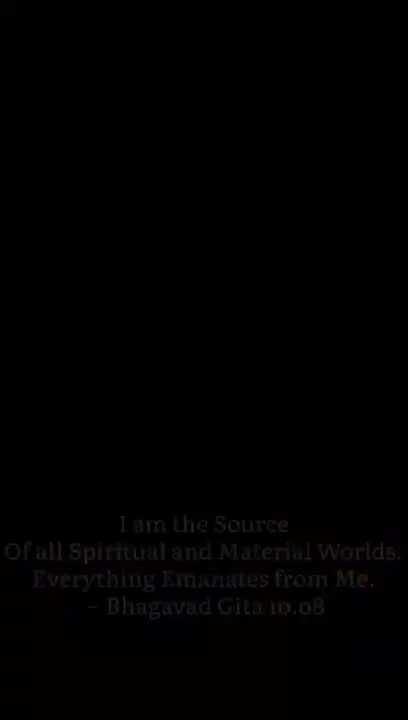 I am the Source
Of all Spiritual and Material Worlds.
Everything Emanates from Me.
- Bhagavad Gita 10.08